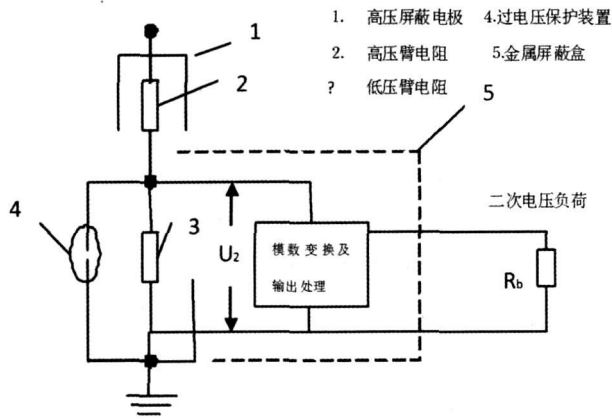 1. 高压屏蔽电极 4.过电压保护装置
2. 高压臂电阻 5.金属屏蔽盒
? 低压臂电阻
1
2
5
二次电压负荷
4
3
U₂
模数变换及
输出处理
Rb